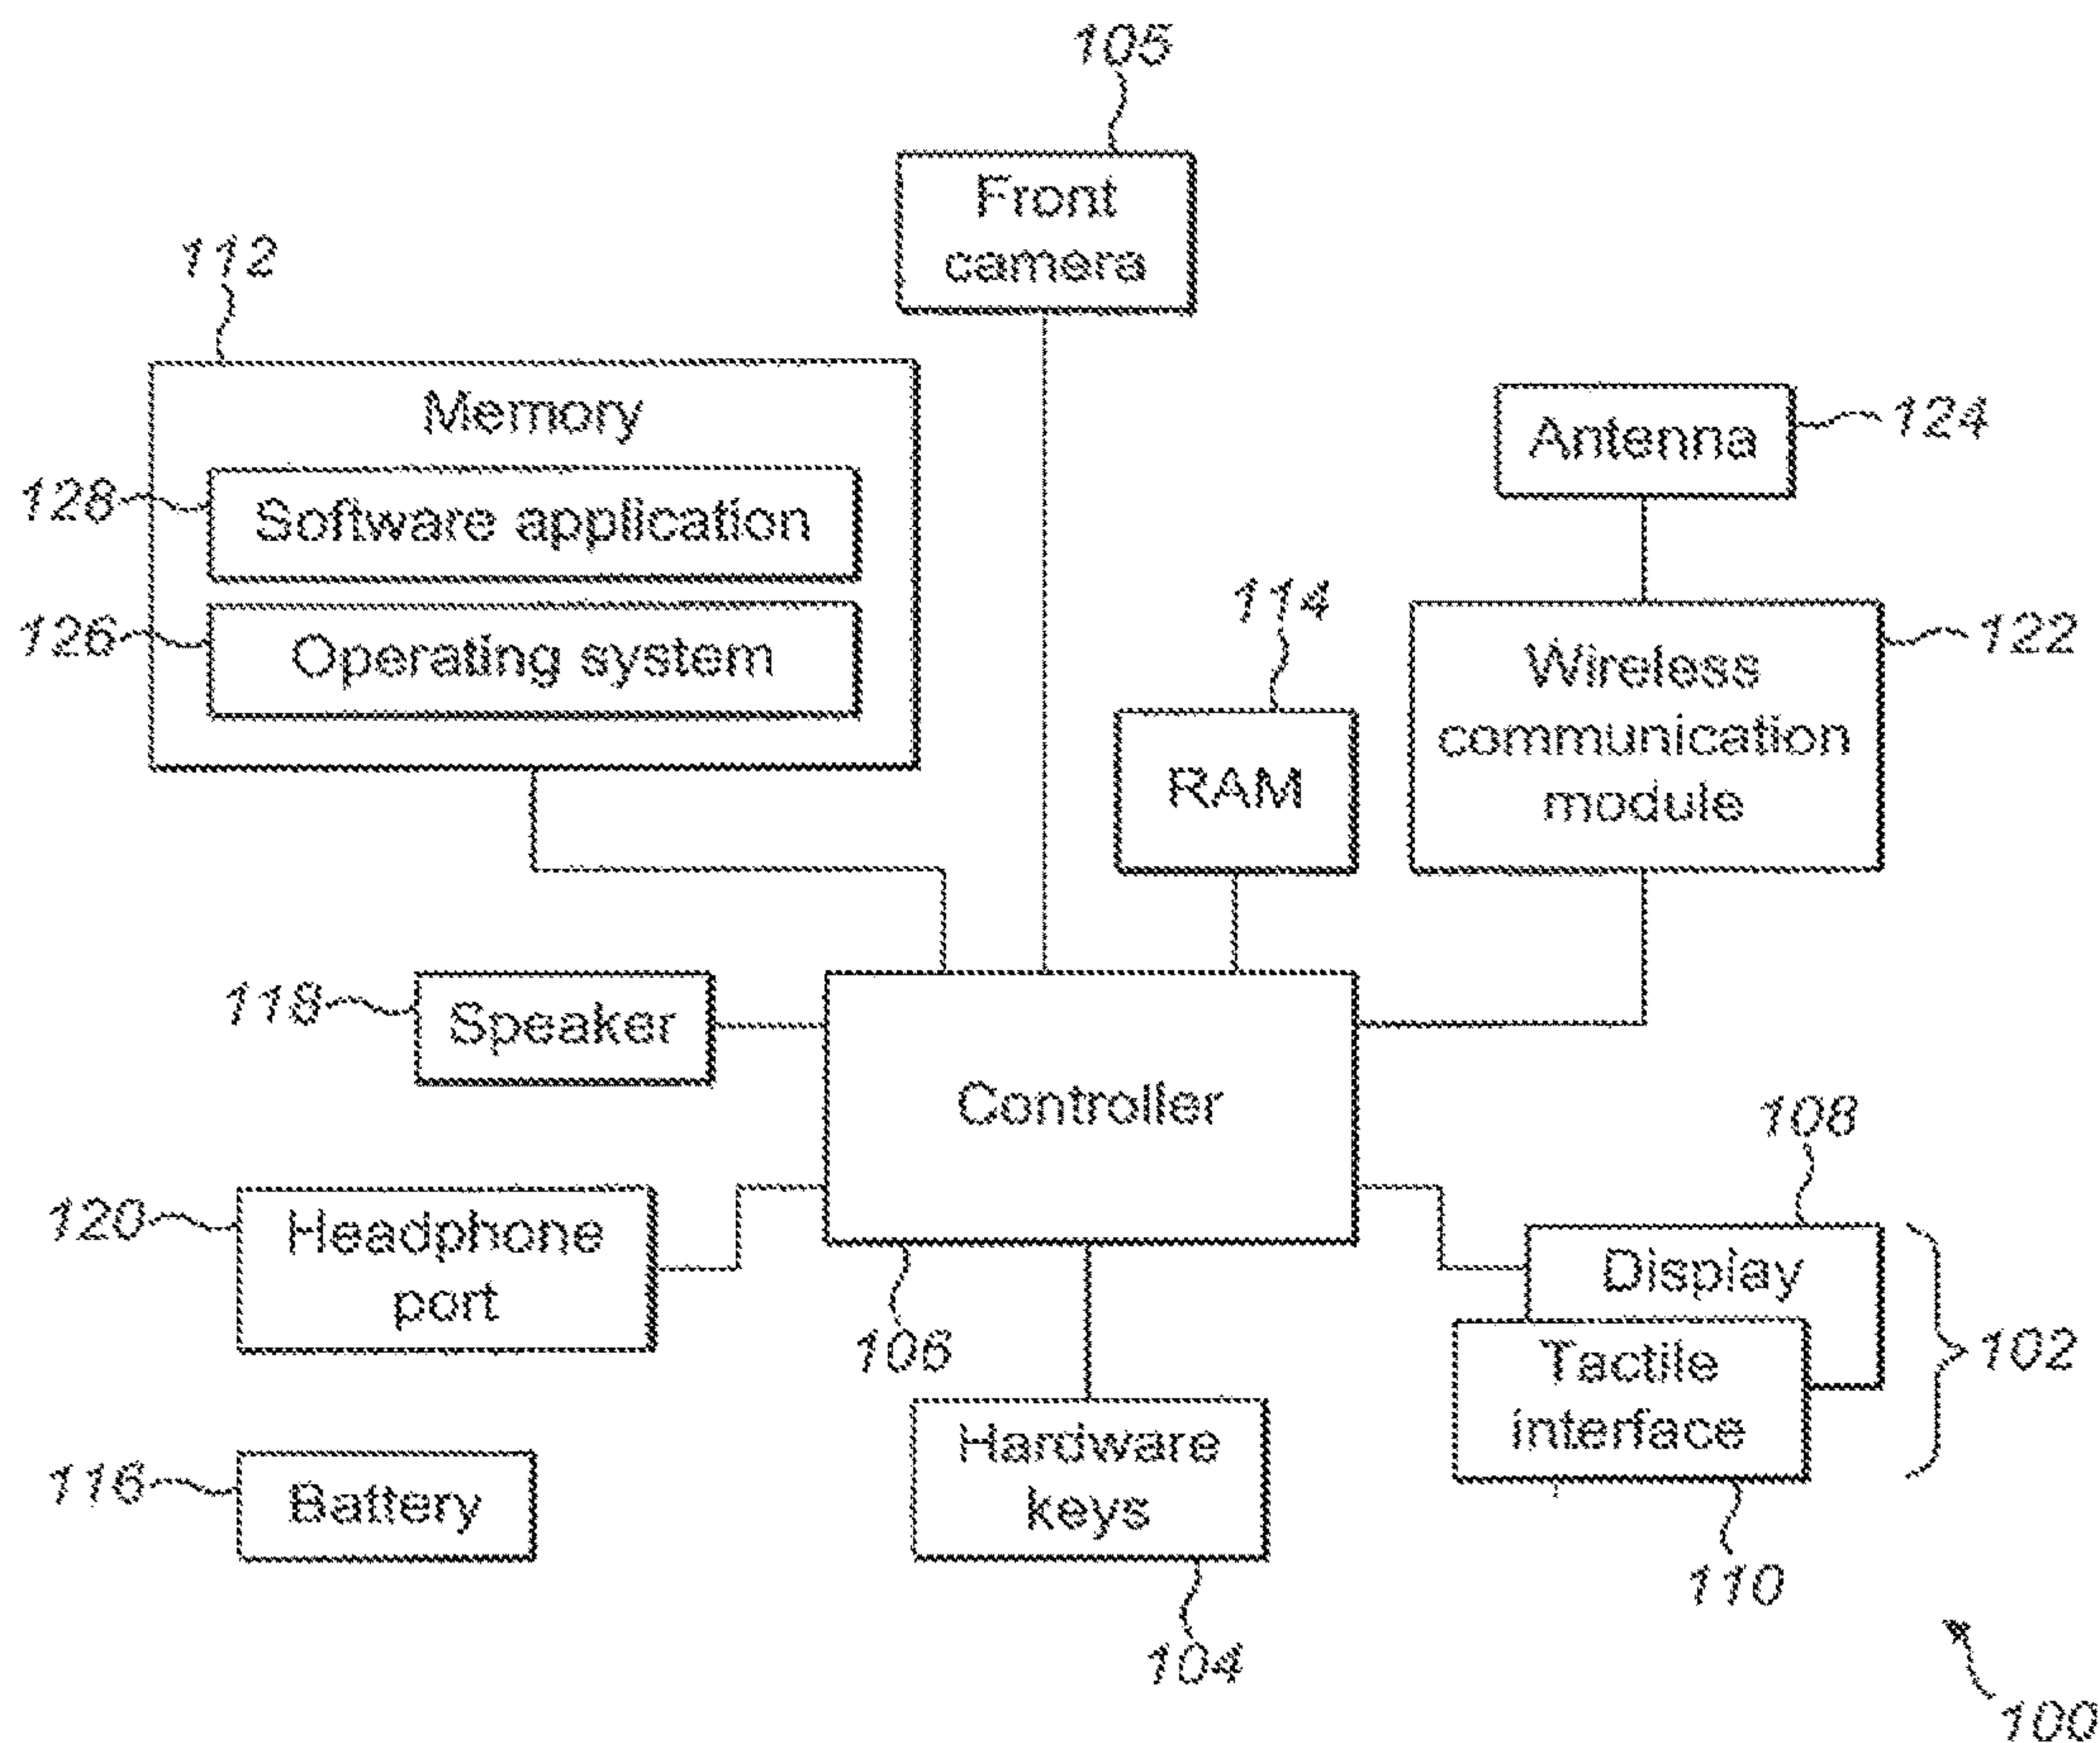 105
Front
camera
112
Memory
128
Software application
126
Operating system
Antenna
124
114
RAM
122
Wireless
communication
module
118
Speaker
Controller
106
108
Display
Tactile
interface
102
110
120
Headphone
port
116
Battery
Hardware
keys
104
100